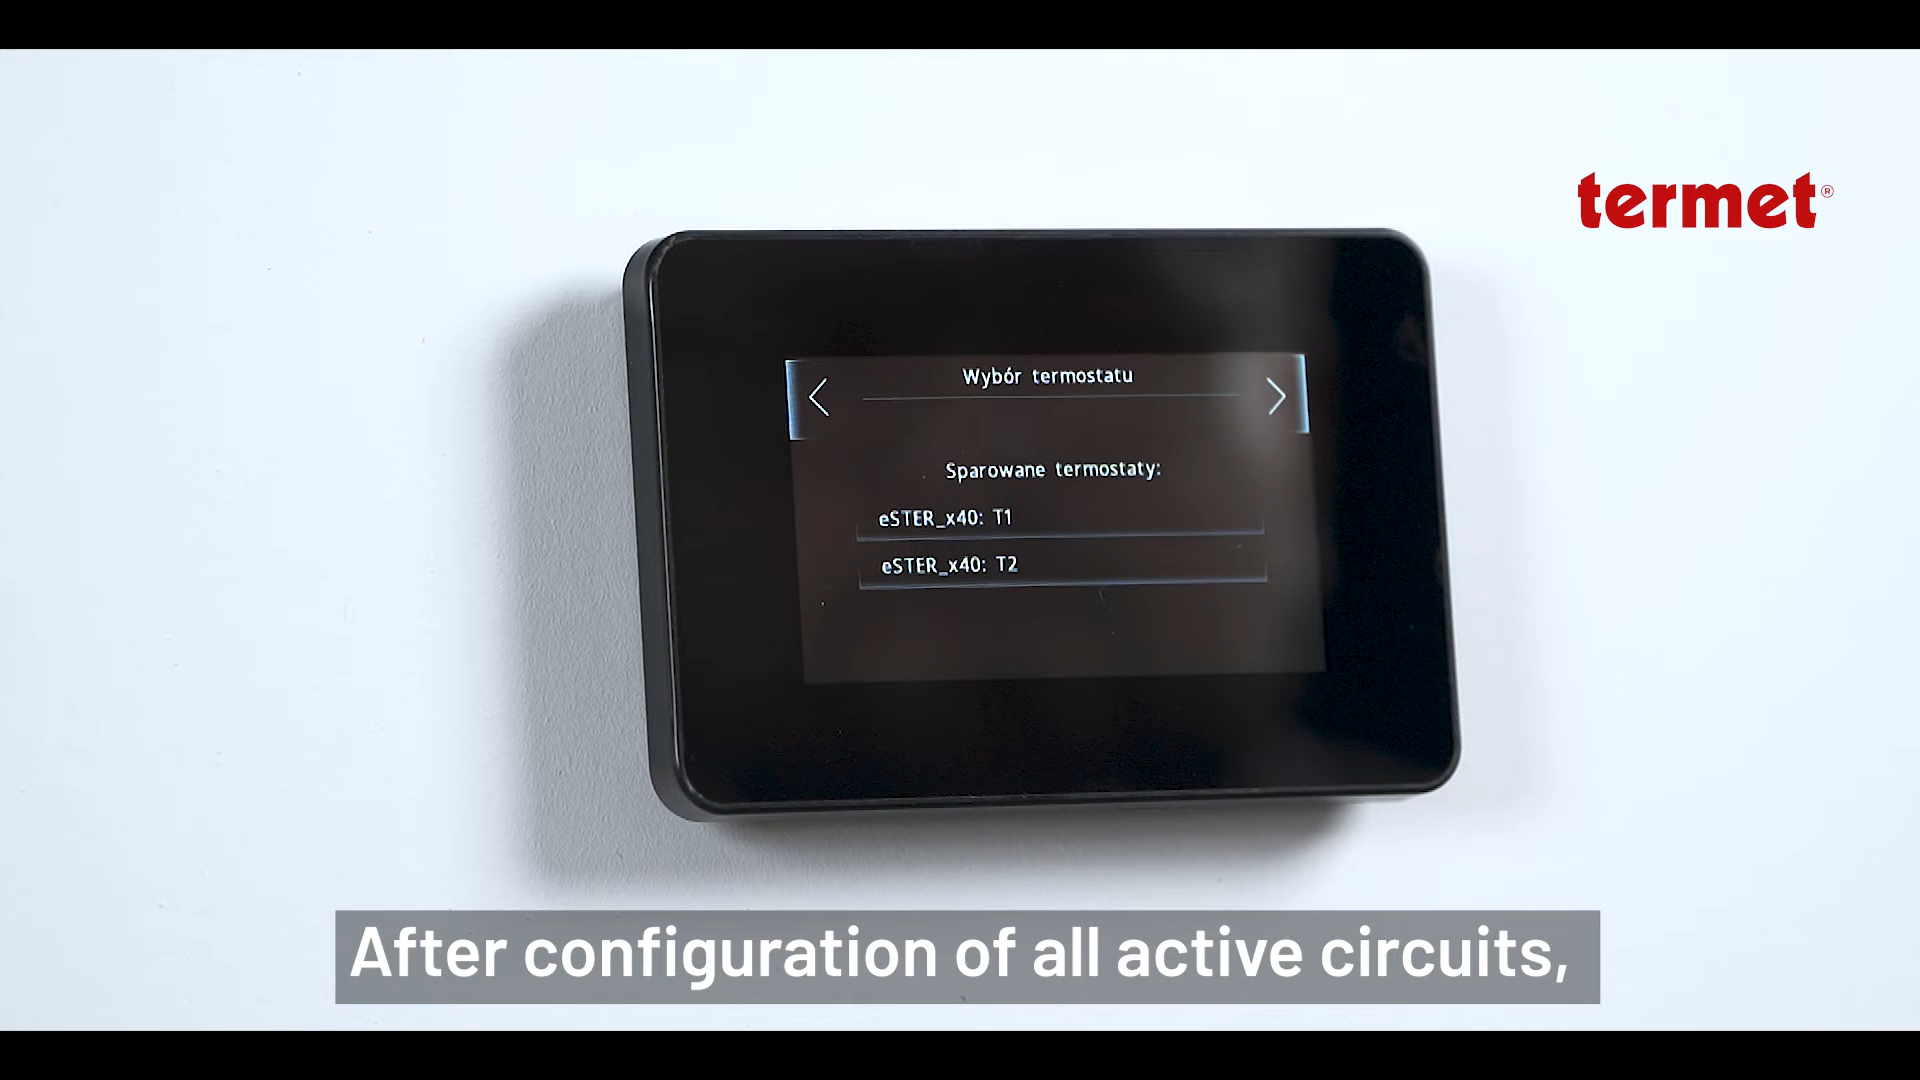 termet®
Wybór termostatu
Sparowane termostaty:
eSTER_x40: T1
eSTER_x40: T2
After configuration of all active circuits,